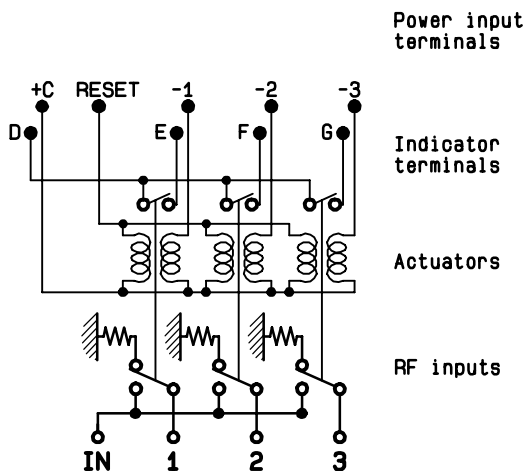 Power input
terminals
+C RESET -1 -2 -3
D E F G
Indicator
terminals
Actuators
RF inputs
IN 1 2 3